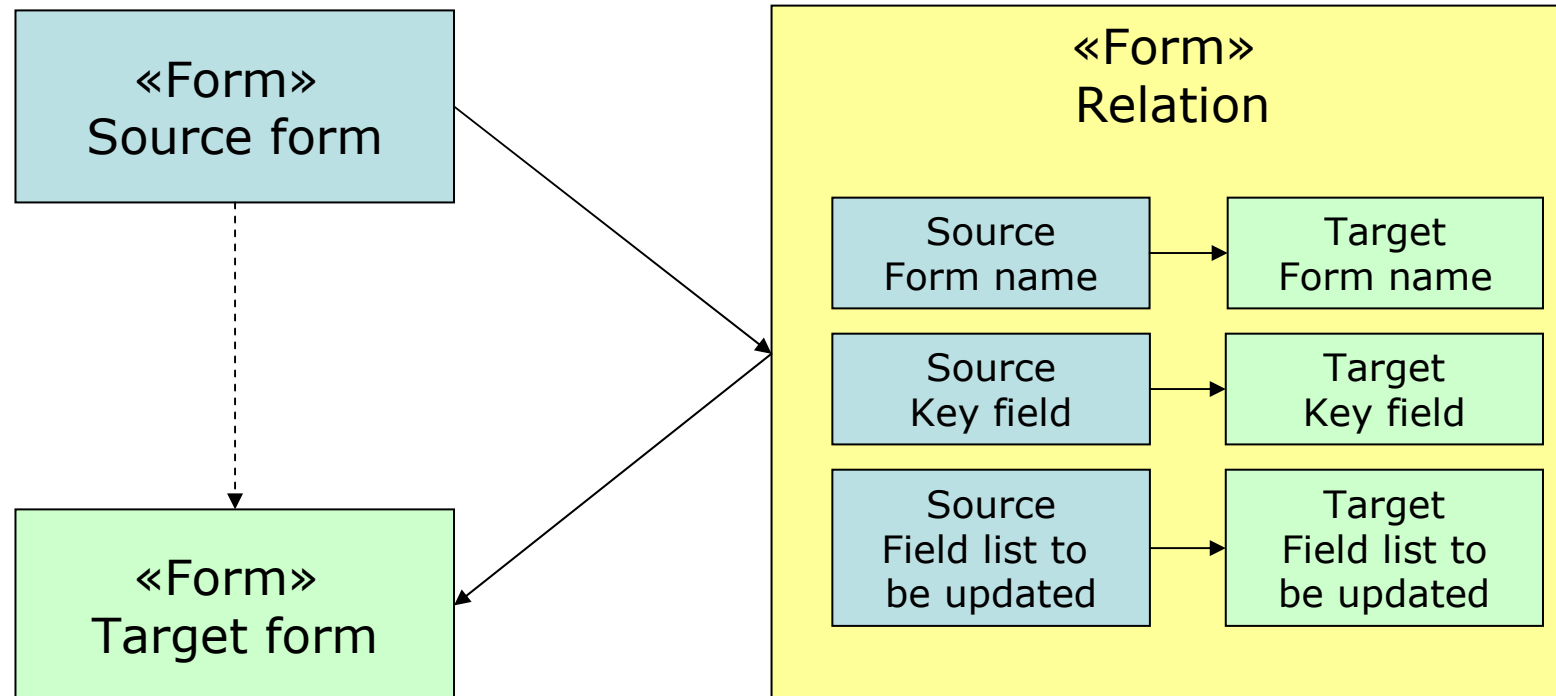 «Form»
Source form
«Form»
Target form
«Form»
Relation
Source
Form name
Target
Form name
Source
Key field
Target
Key field
Source
Field list to
be updated
Target
Field list to
be updated